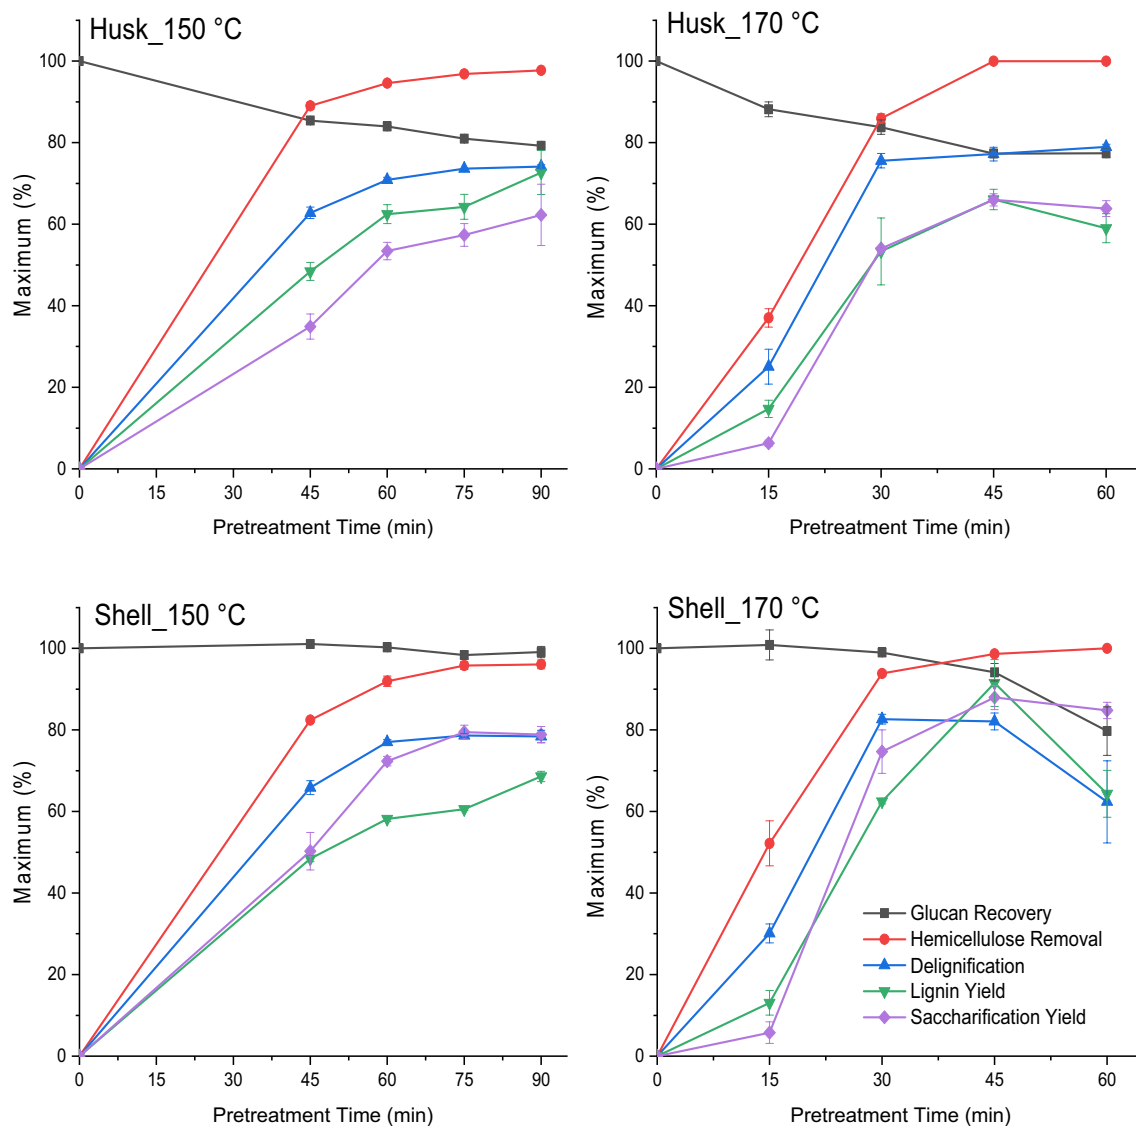 Husk_150 °C
100
80
60
40
20
0
Maximum (%)
0 15 30 45 60 75 90
Pretreatment Time (min)
Husk_170 °C
100
80
60
40
20
0
Maximum (%)
0 15 30 45 60
Pretreatment Time (min)
Shell_150 °C
100
80
60
40
20
0
Maximum (%)
0 15 30 45 60 75 90
Pretreatment Time (min)
Shell_170 °C
100
80
60
40
20
0
Maximum (%)
Glucan Recovery
Hemicellulose Removal
Delignification
Lignin Yield
Saccharification Yield
0 15 30 45 60
Pretreatment Time (min)